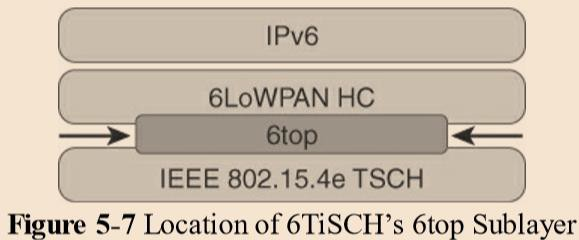 IPv6
6LoWPAN HC
6top
IEEE 802.15.4e TSCH
Figure 5-7 Location of 6TiSCH's 6top Sublayer